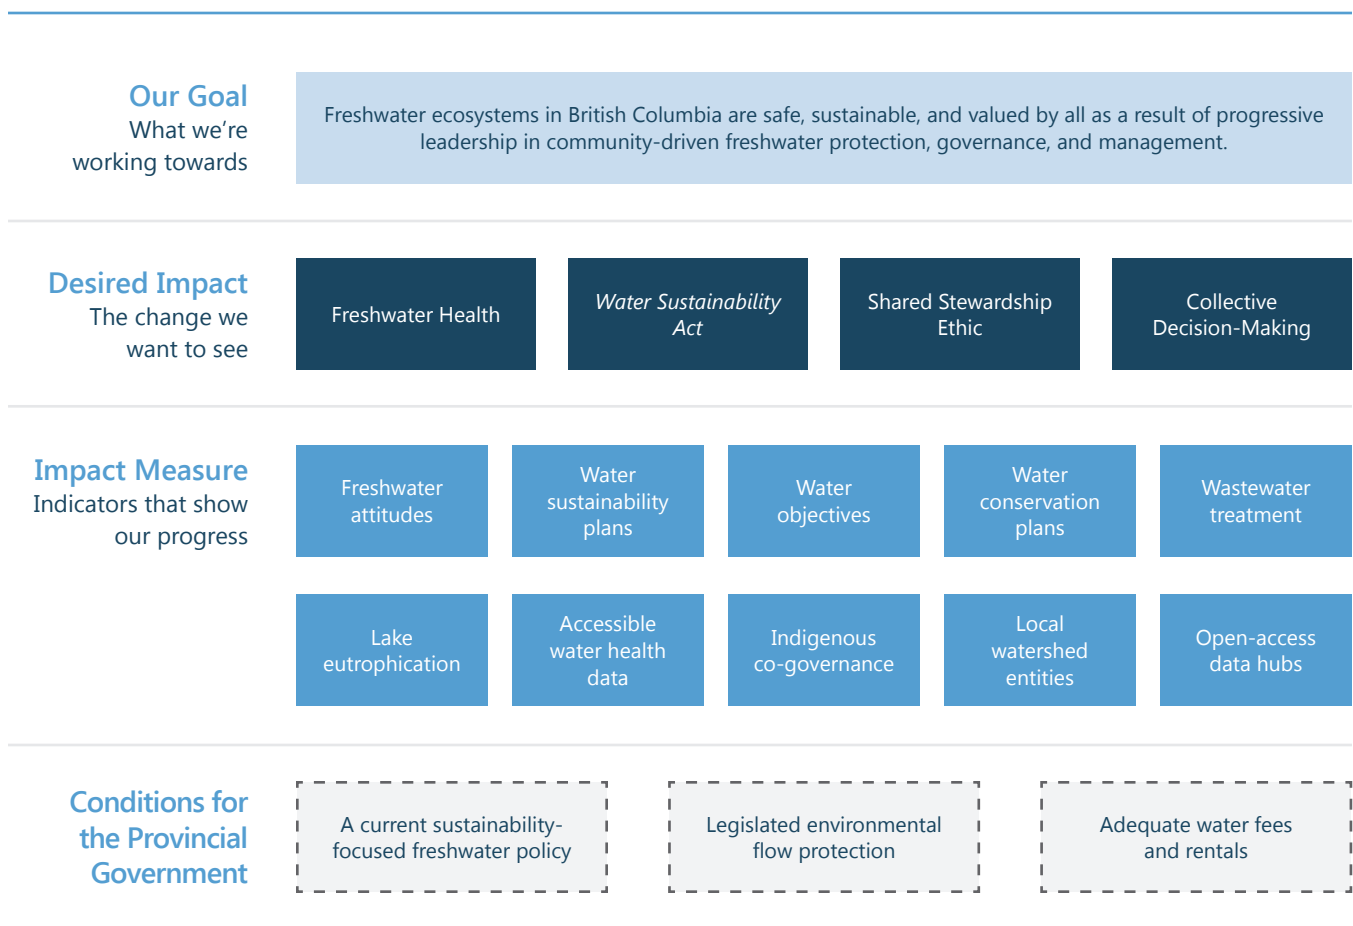 Our Goal
What we're
working towards
Freshwater ecosystems in British Columbia are safe, sustainable, and valued by all as a result of progressive
leadership in community-driven freshwater protection, governance, and management.
Desired Impact
The change we
want to see
Freshwater Health
Water Sustainability
Act
Shared Stewardship
Ethic
Collective
Decision-Making
Impact Measure
Indicators that show
our progress
Freshwater
attitudes
Water
sustainability
plans
Water
objectives
Water
conservation
plans
Wastewater
treatment
Lake
eutrophication
Accessible
water health
data
Indigenous
co-governance
Local
watershed
entities
Open-access
data hubs
Conditions for
the Provincial
Government
A current sustainability-
focused freshwater policy
Legislated environmental
flow protection
Adequate water fees
and rentals